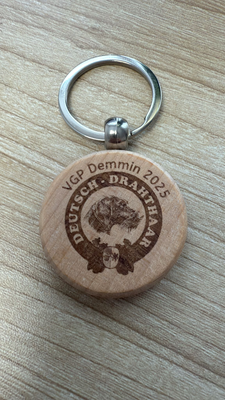 VGP Demmin 2025
DEUTSCH · DRAHTHAAR